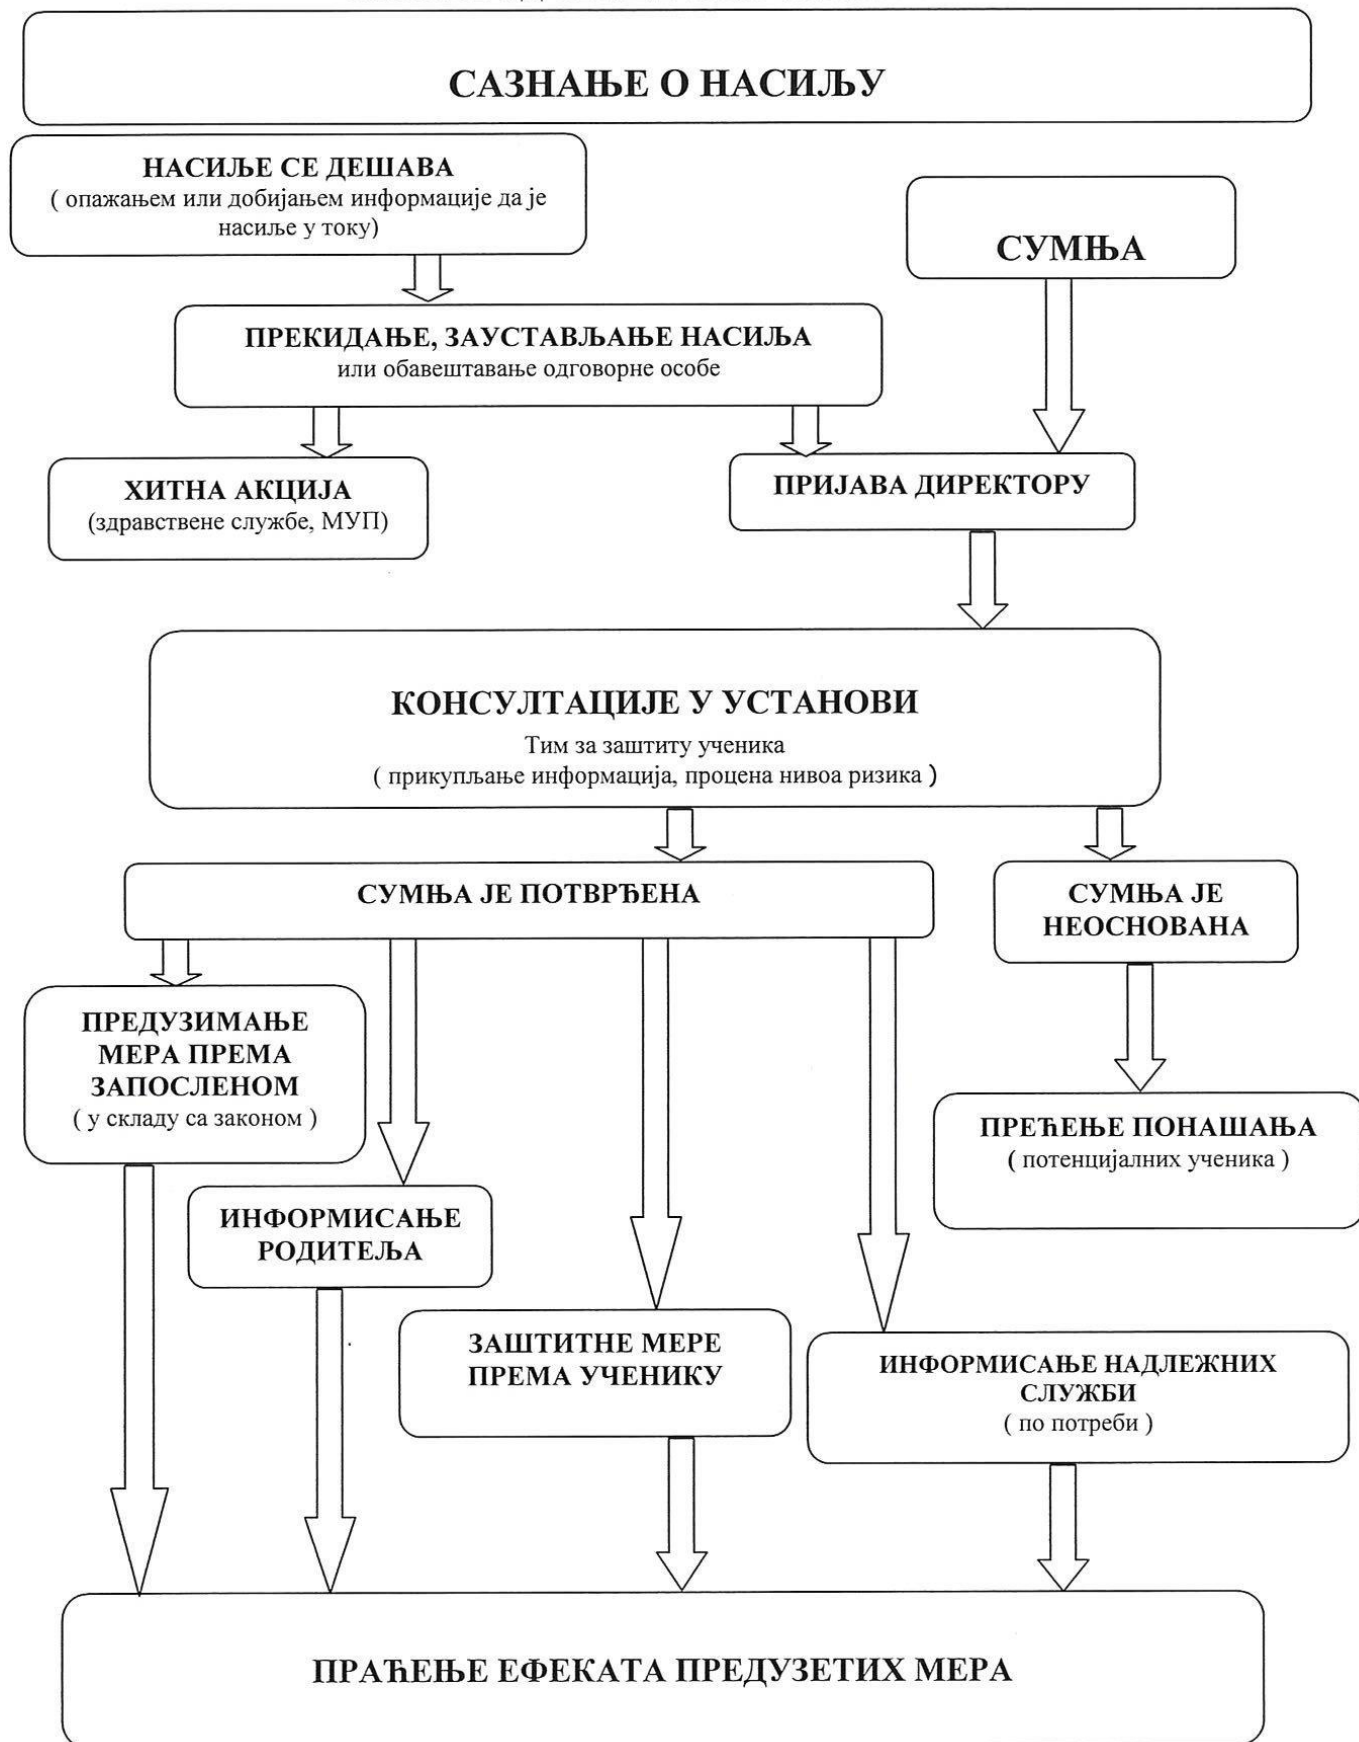 САЗНАЊЕ О НАСИЉУ
НАСИЉЕ СЕ ДЕШАВА
( опажањем или добијањем информације да је
насиље у току)
СУМЊА
ПРЕКИДАЊЕ, ЗАУСТАВЉАЊЕ НАСИЉА
или обавештавање одговорне особе
ХИТНА АКЦИЈА
(здравствене службе, МУП)
ПРИЈАВА ДИРЕКТОРУ
КОНСУЛТАЦИЈЕ У УСТАНОВИ
Тим за заштиту ученика
( прикупљање информација, процена нивоа ризика )
СУМЊА ЈЕ ПОТВРЂЕНА
СУМЊА ЈЕ
НЕОСНОВАНА
ПРЕДУЗИМАЊЕ
МЕРА ПРЕМА
ЗАПОСЛЕНОМ
( у складу са законом )
ПРЕЋЕЊЕ ПОНАШАЊА
( потенцијалних ученика )
ИНФОРМИСАЊЕ
РОДИТЕЉА
ЗАШТИТНЕ МЕРЕ
ПРЕМА УЧЕНИКУ
ИНФОРМИСАЊЕ НАДЛЕЖНИХ
СЛУЖБИ
( по потреби )
ПРАЋЕЊЕ ЕФЕКАТА ПРЕДУЗЕТИХ МЕРА